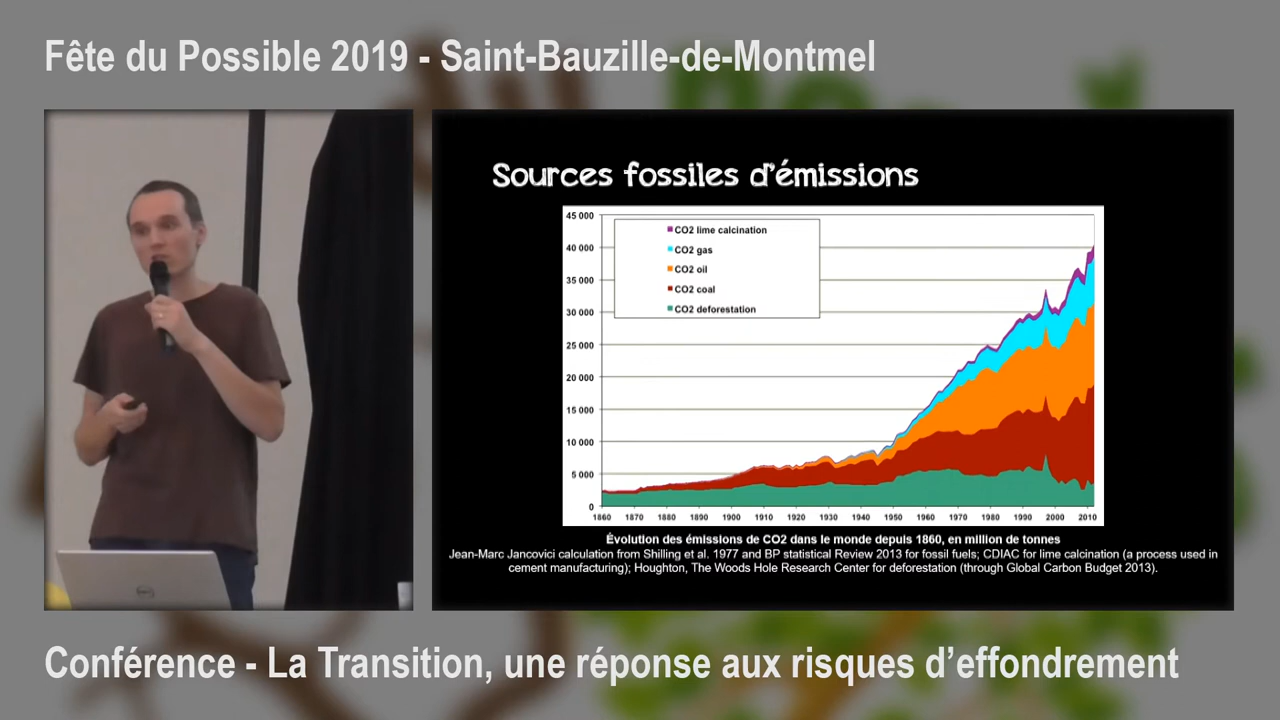 Fête du Possible 2019 - Saint-Bauzille-de-Montmel
Sources fossiles d'émissions
45 000
40 000
35 000
30 000
25 000
20 000
15 000
10 000
5 000
0
CO2 lime calcination
CO2 gas
CO2 oil
CO2 coal
CO2 deforestation
1860 1870 1880 1890 1900 1910 1920 1930 1940 1950 1960 1970 1980 1990 2000 2010
Évolution des émissions de CO2 dans le monde depuis 1860, en million de tonnes
Jean-Marc Jancovici calculation from Shilling et al. 1977 and BP statistical Review 2013 for fossil fuels; CDIAC for lime calcination (a process used in
cement manufacturing); Houghton, The Woods Hole Research Center for deforestation (through Global Carbon Budget 2013).
DELL
Conférence - La Transition, une réponse aux risques d'effondrement